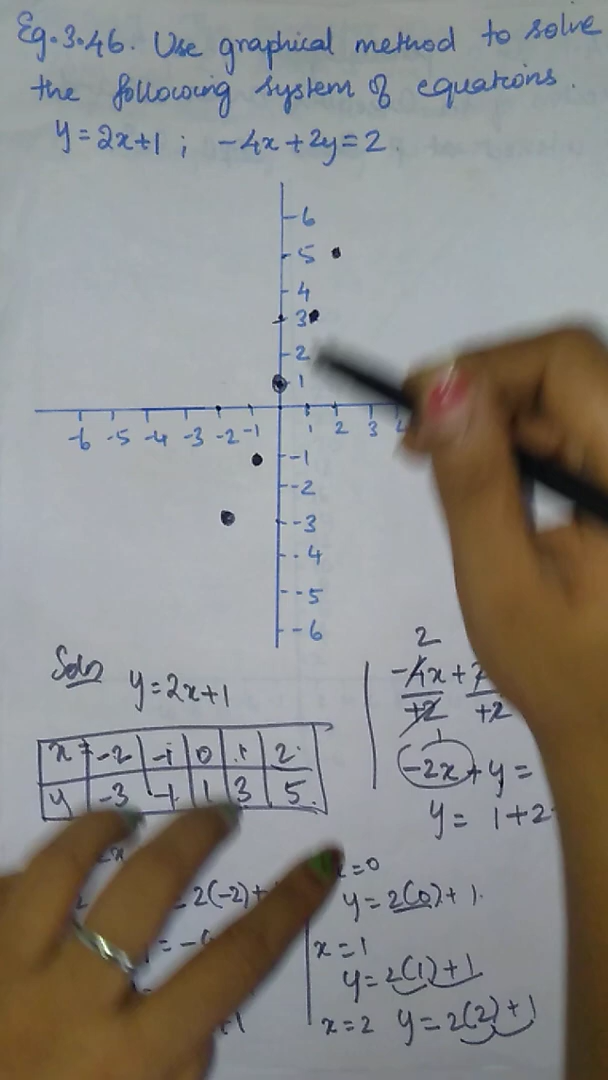 Eg.3.46. Use graphical method to solve
the following system of equations.
y=2x+1 ; -4x+2y=2
6
5
4
3
2
1
-6 -5 -4 -3 -2 -1 1 2 3 4
-1
-2
-3
-4
-5
-6
Soln y=2x+1
x= -2 -1 0 1 2
y -3 -1 1 3 5
2
-4x+
+2 +2
1
-2x+y=
y= 1+2
2(-2)+
x=0
y=2(0)+1
x=1
y=2(1)+1
x=2 y=2(2)+1